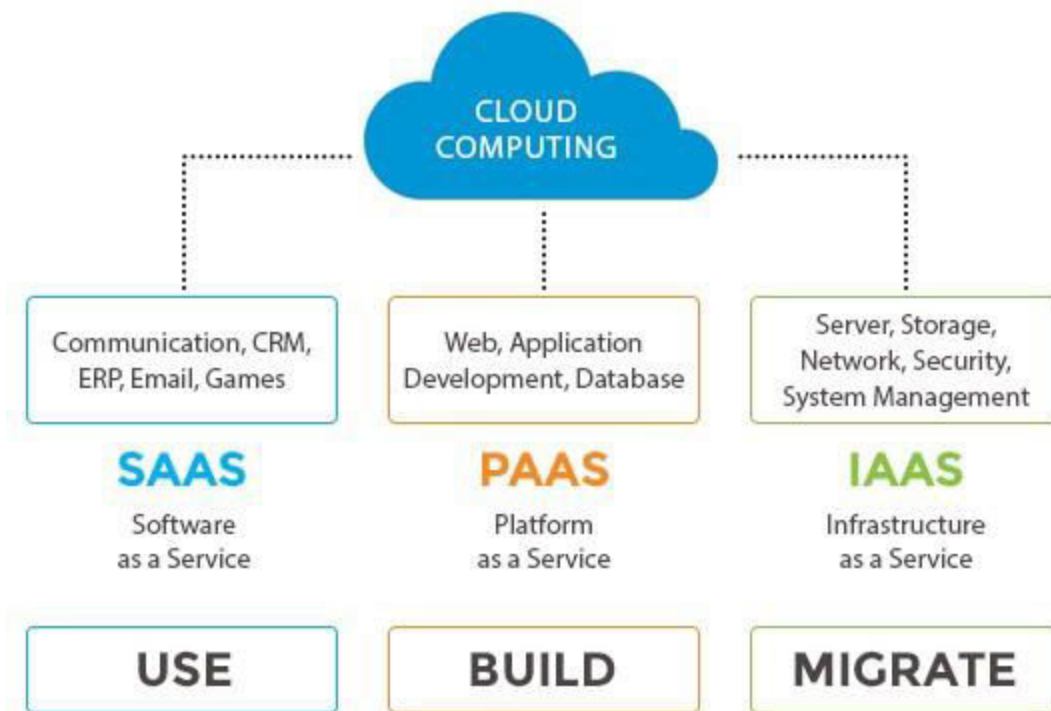 CLOUD
COMPUTING
Communication, CRM,
ERP, Email, Games
SAAS
Software
as a Service
USE
Web, Application
Development, Database
PAAS
Platform
as a Service
BUILD
Server, Storage,
Network, Security,
System Management
IAAS
Infrastructure
as a Service
MIGRATE